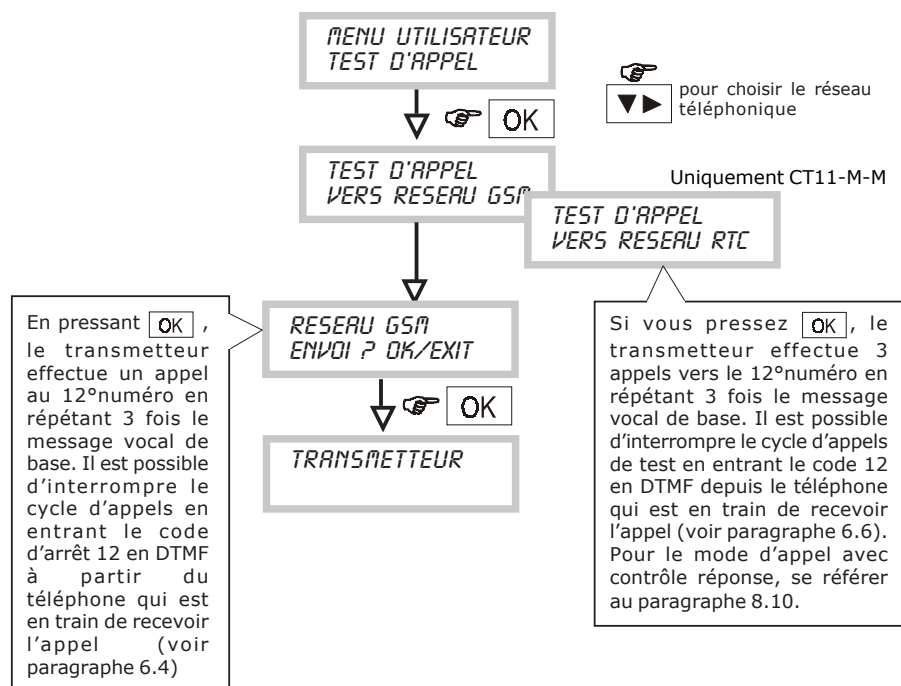 MENU UTILISATEUR
TEST D'APPEL
pour choisir le réseau
téléphonique
OK
TEST D'APPEL
VERS RESEAU GSM
Uniquement CT11-M-M
TEST D'APPEL
VERS RESEAU RTC
En pressant OK ,
le transmetteur
effectue un appel
au 12°numéro en
répétant 3 fois le
message vocal de
base. Il est possible
d'interrompre le
cycle d'appels en
entrant le code
d'arrêt 12 en DTMF
à partir du
téléphone qui est
en train de recevoir
l'appel (voir
paragraphe 6.4)
RESEAU GSM
ENVOI ? OK/EXIT
OK
TRANSMETTEUR
Si vous pressez OK , le
transmetteur effectue 3
appels vers le 12°numéro en
répétant 3 fois le message
vocal de base. Il est possible
d'interrompre le cycle d'appels
de test en entrant le code 12
en DTMF depuis le téléphone
qui est en train de recevoir
l'appel (voir paragraphe 6.6).
Pour le mode d'appel avec
contrôle réponse, se référer
au paragraphe 8.10.